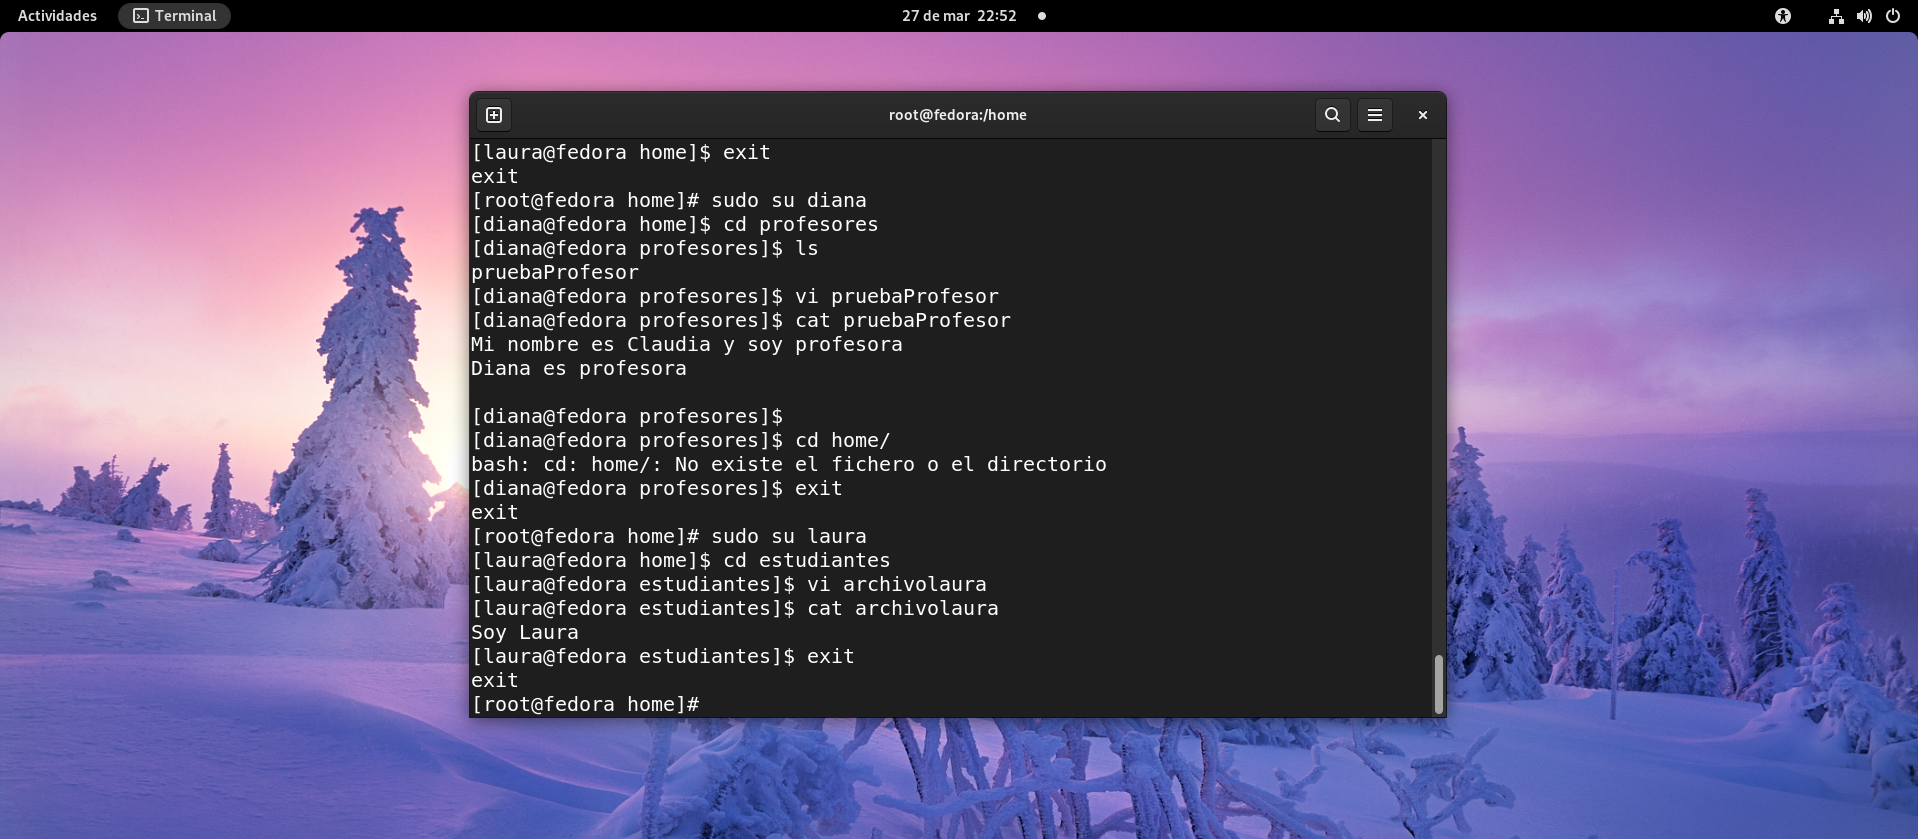 Actividades
Terminal
27 de mar 22:52
root@fedora:/home
[laura@fedora home]$ exit
exit
[root@fedora home]# sudo su diana
[diana@fedora home]$ cd profesores
[diana@fedora profesores]$ ls
pruebaProfesor
[diana@fedora profesores]$ vi pruebaProfesor
[diana@fedora profesores]$ cat pruebaProfesor
Mi nombre es Claudia y soy profesora
Diana es profesora
[diana@fedora profesores]$
[diana@fedora profesores]$ cd home/
bash: cd: home/: No existe el fichero o el directorio
[diana@fedora profesores]$ exit
exit
[root@fedora home]# sudo su laura
[laura@fedora home]$ cd estudiantes
[laura@fedora estudiantes]$ vi archivolaura
[laura@fedora estudiantes]$ cat archivolaura
Soy Laura
[laura@fedora estudiantes]$ exit
exit
[root@fedora home]#